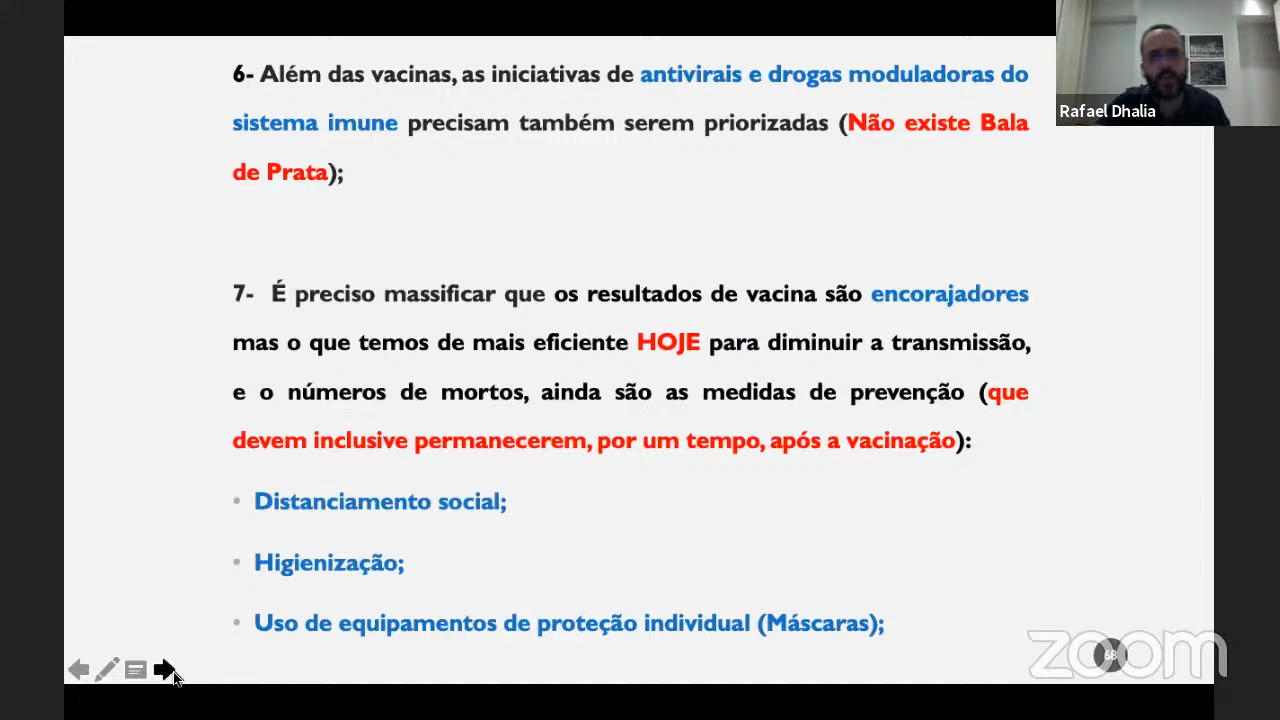 6- Além das vacinas, as iniciativas de antivirais e drogas moduladoras do
sistema imune precisam também serem priorizadas (Não existe Bala
de Prata);
Rafael Dhalia
7- É preciso massificar que os resultados de vacina são encorajadores
mas o que temos de mais eficiente HOJE para diminuir a transmissão,
e o números de mortos, ainda são as medidas de prevenção (que
devem inclusive permanecerem, por um tempo, após a vacinação):
• Distanciamento social;
• Higienização;
• Uso de equipamentos de proteção individual (Máscaras);
68
zoom